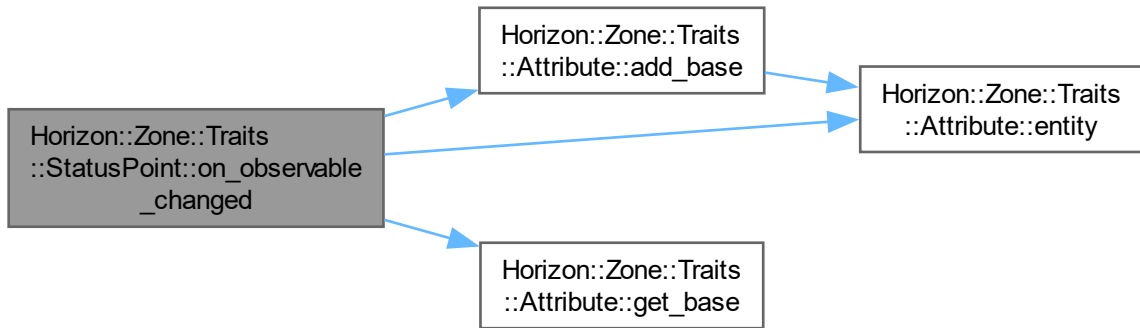 Horizon::Zone::Traits
::StatusPoint::on_observable
_changed
Horizon::Zone::Traits
::Attribute::add_base
Horizon::Zone::Traits
::Attribute::entity
Horizon::Zone::Traits
::Attribute::get_base